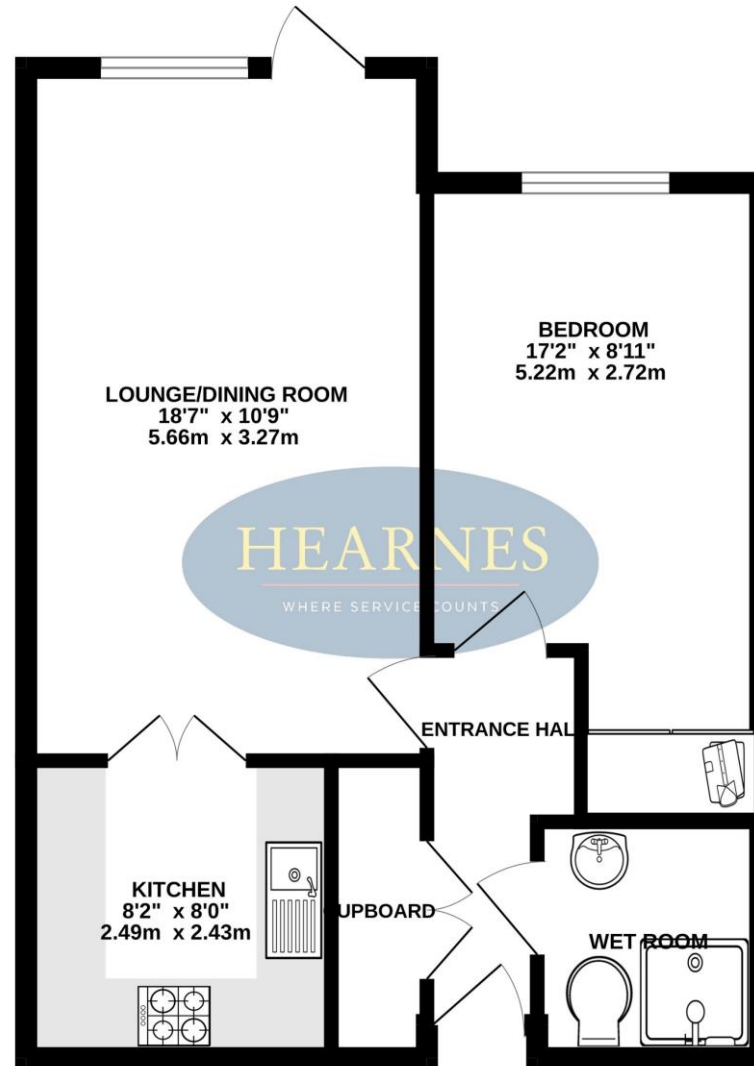 BEDROOM
17'2" x 8'11"
5.22m x 2.72m
LOUNGE/DINING ROOM
18'7" x 10'9"
5.66m x 3.27m
HEARNES
WHERE SERVICE COUNTS
ENTRANCE HAL
KITCHEN
8'2" x 8'0"
2.49m x 2.43m
UPBOARD
WET ROOM